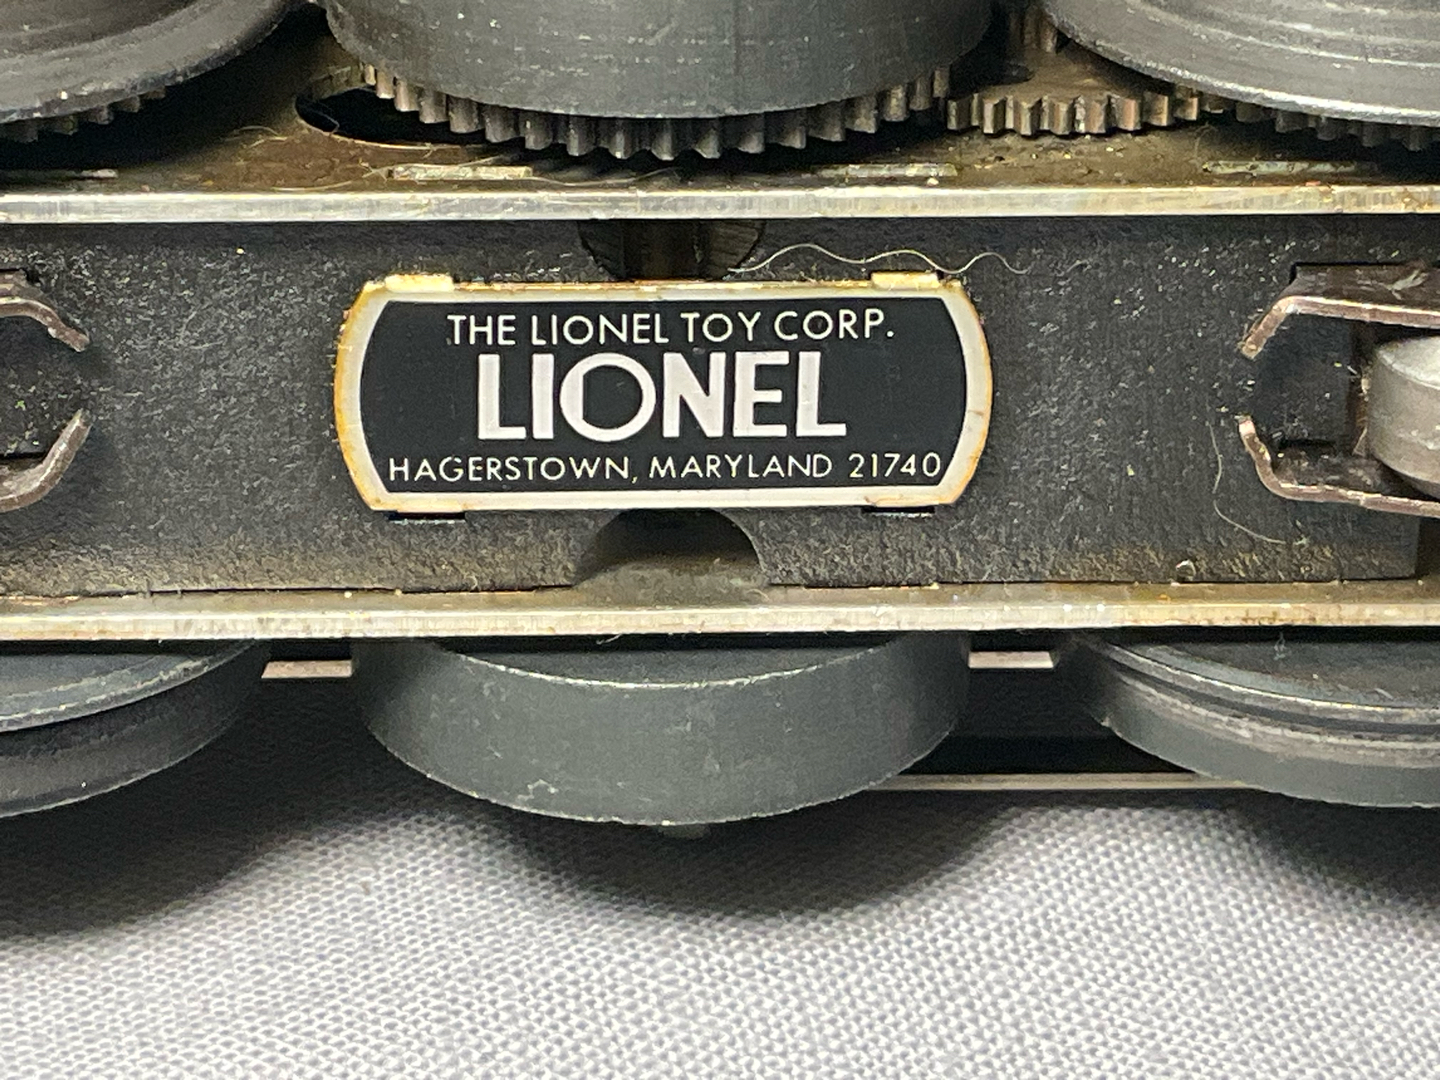 THE LIONEL TOY CORP.
LIONEL
HAGERSTOWN, MARYLAND 21740